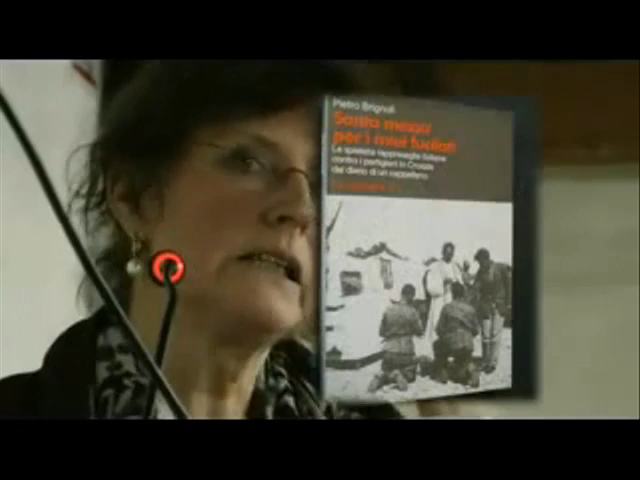 Pietro Brignoli
Santa messa
per i miei fucilati
Le spietate rappresaglie italiane
contro i partigiani in Croazia
dal diario di un cappellano